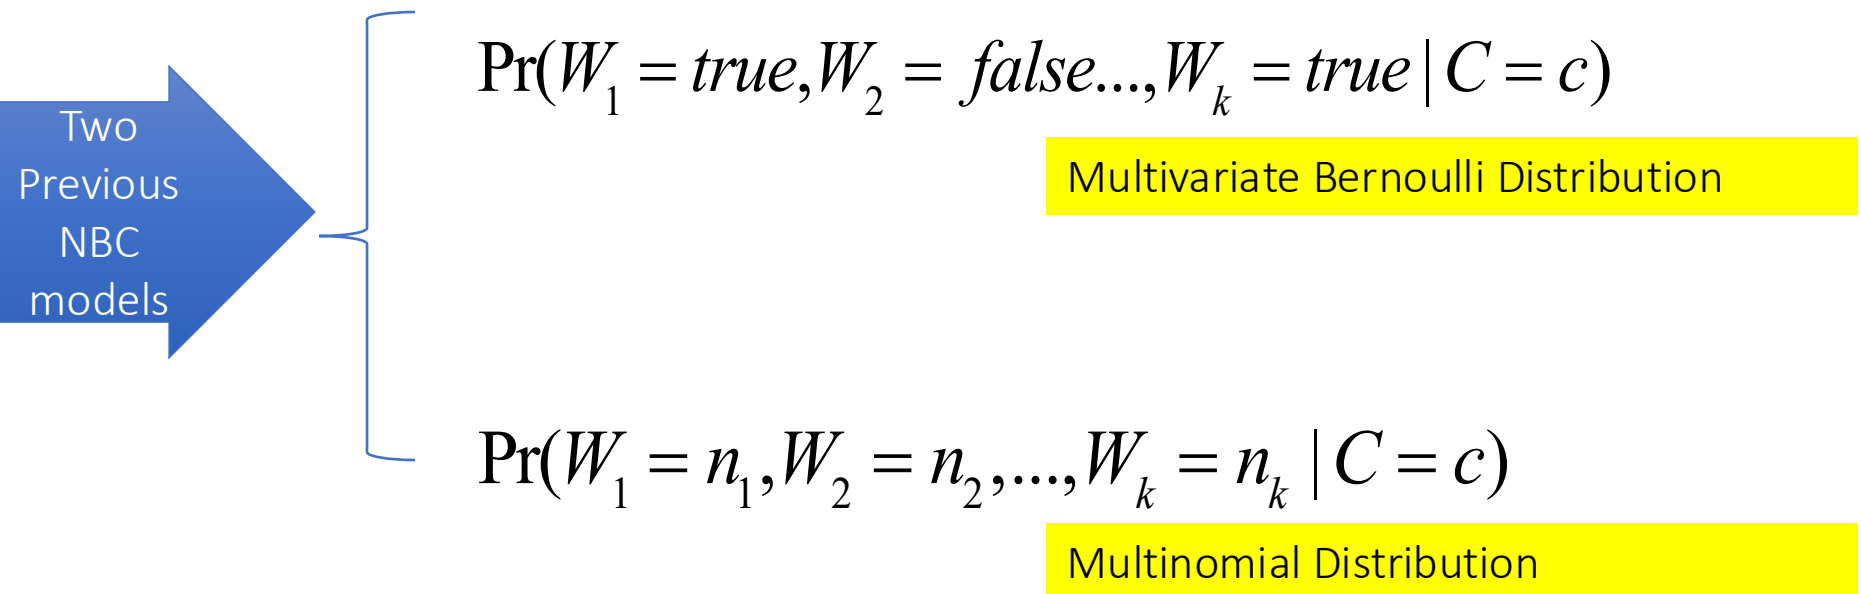 Two
Previous
NBC
models
Pr(W₁ = true,W₂ = false...,Wₖ = true | C = c)
Multivariate Bernoulli Distribution
Pr(W₁ = n₁,W₂ = n₂,...,Wₖ = nₖ | C = c)
Multinomial Distribution